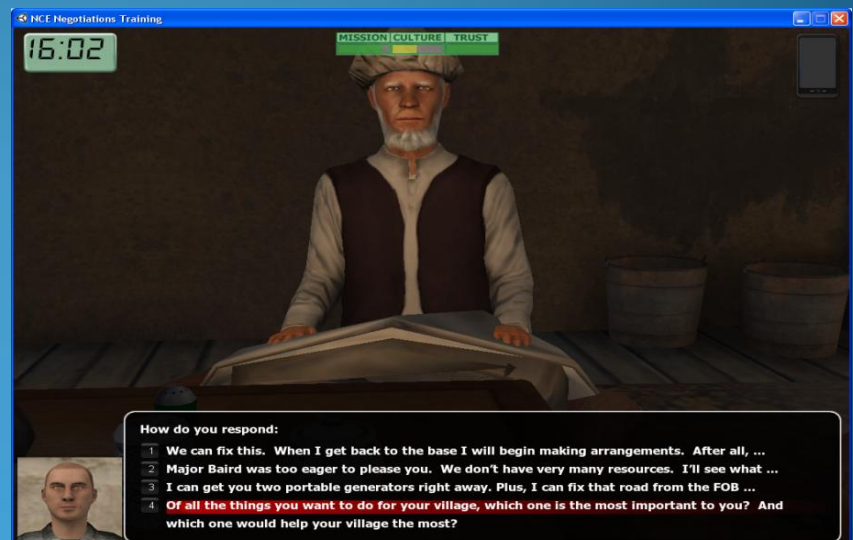 NCE Negotiations Training
16:02
MISSION CULTURE TRUST
How do you respond:
1 We can fix this. When I get back to the base I will begin making arrangements. After all, ...
2 Major Baird was too eager to please you. We don't have very many resources. I'll see what ...
3 I can get you two portable generators right away. Plus, I can fix that road from the FOB ...
4 Of all the things you want to do for your village, which one is the most important to you? And
which one would help your village the most?